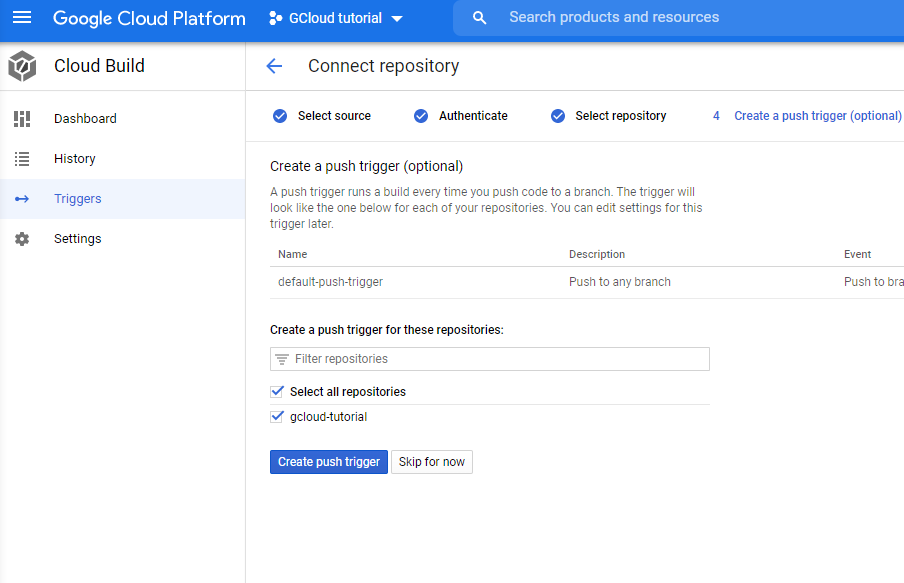 Google Cloud Platform
GCloud tutorial
Search products and resources
Cloud Build
Connect repository
Dashboard
History
Triggers
Settings
Select source
Authenticate
Select repository
4 Create a push trigger (optional)
Create a push trigger (optional)
A push trigger runs a build every time you push code to a branch. The trigger will
look like the one below for each of your repositories. You can edit settings for this
trigger later.
Name Description Event
default-push-trigger Push to any branch Push to bra
Create a push trigger for these repositories:
Filter repositories
Select all repositories
gcloud-tutorial
Create push trigger Skip for now